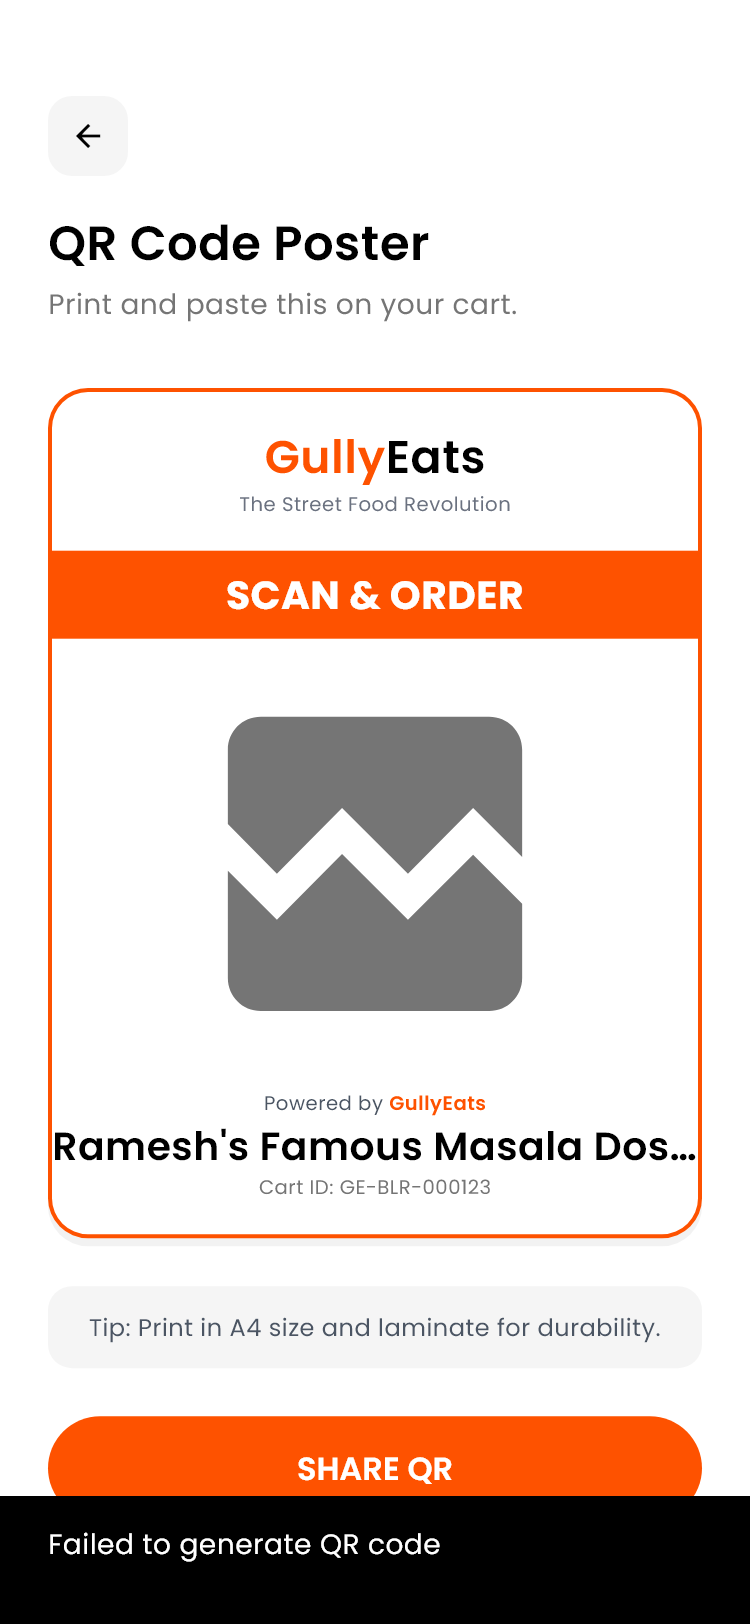 QR Code Poster
Print and paste this on your cart.
GullyEats
The Street Food Revolution
SCAN & ORDER
Powered by GullyEats
Ramesh's Famous Masala Dos...
Cart ID: GE-BLR-000123
Tip: Print in A4 size and laminate for durability.
SHARE QR
Failed to generate QR code